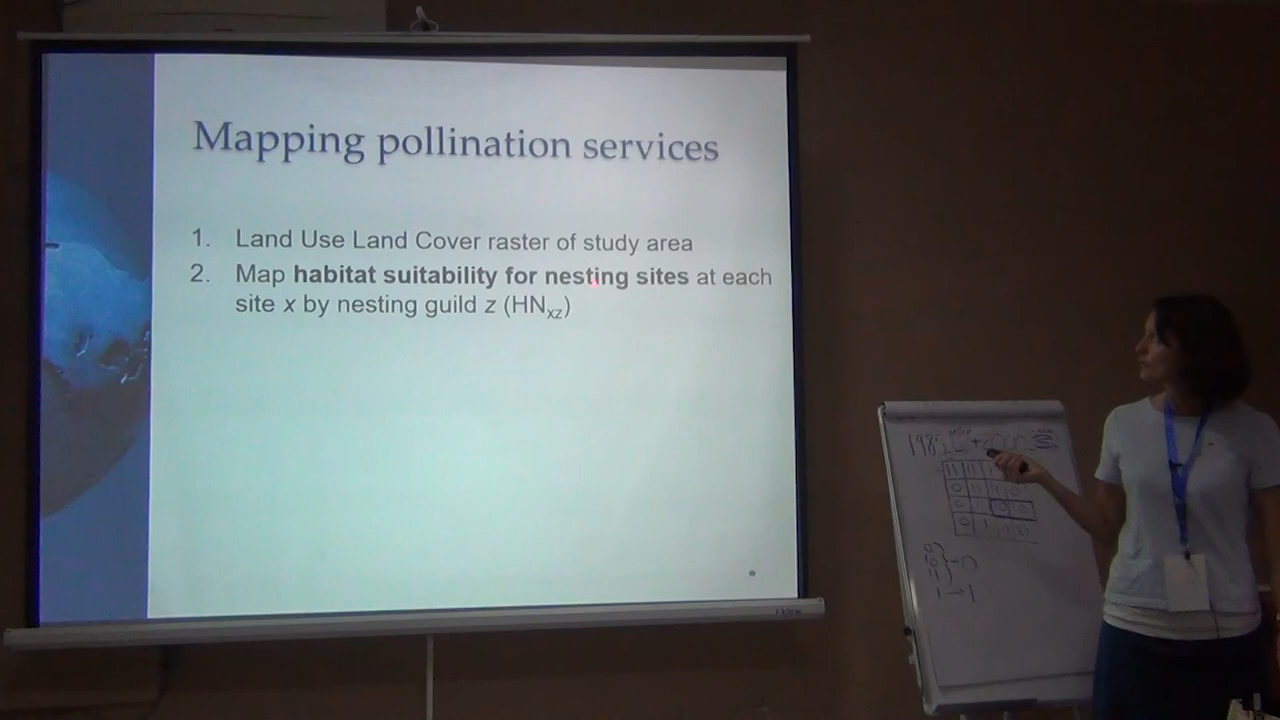 Mapping pollination services
1. Land Use Land Cover raster of study area
2. Map habitat suitability for nesting sites at each
site x by nesting guild z (HNxz)
1985